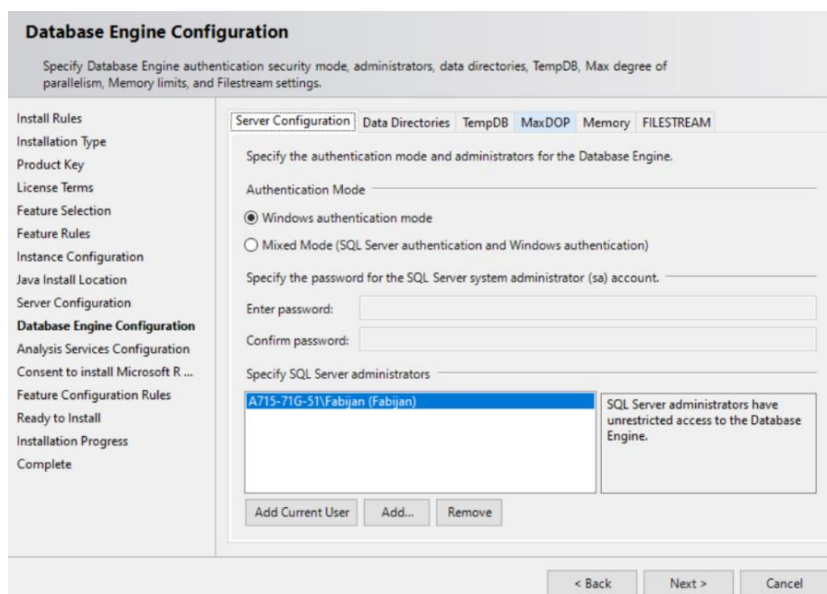 Database Engine Configuration
Specify Database Engine authentication security mode, administrators, data directories, TempDB, Max degree of
parallelism, Memory limits, and Filestream settings.
Install Rules
Installation Type
Product Key
License Terms
Feature Selection
Feature Rules
Instance Configuration
Java Install Location
Server Configuration
Database Engine Configuration
Analysis Services Configuration
Consent to install Microsoft R ...
Feature Configuration Rules
Ready to Install
Installation Progress
Complete
Server Configuration Data Directories TempDB MaxDOP Memory FILESTREAM
Specify the authentication mode and administrators for the Database Engine.
Authentication Mode
Windows authentication mode
Mixed Mode (SQL Server authentication and Windows authentication)
Specify the password for the SQL Server system administrator (sa) account.
Enter password:
Confirm password:
Specify SQL Server administrators
A715-71G-51\Fabijan (Fabijan)
SQL Server administrators have
unrestricted access to the Database
Engine.
Add Current User Add... Remove
< Back Next > Cancel